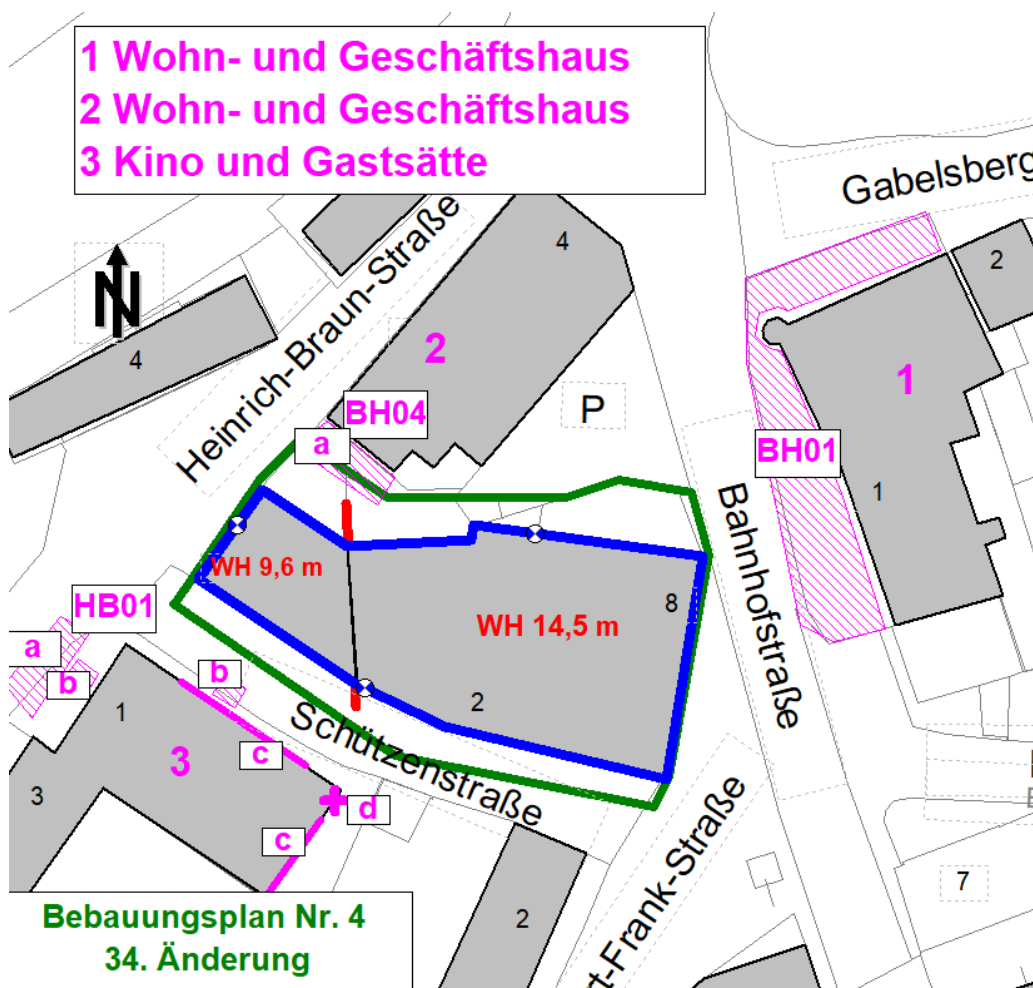 1 Wohn- und Geschäftshaus
2 Wohn- und Geschäftshaus
3 Kino und Gastsätte
Gabelsberg
N
4
2
Heinrich-Braun-Straße
4
2
1
P
BH04
a
BH01
1
Bahnhofstraße
WH 9,6 m
WH 14,5 m
8
2
HB01
a
b
b
1
3
3
c
c
d
Schützenstraße
2
rt-Frank-Straße
7
Bebauungsplan Nr. 4
34. Änderung